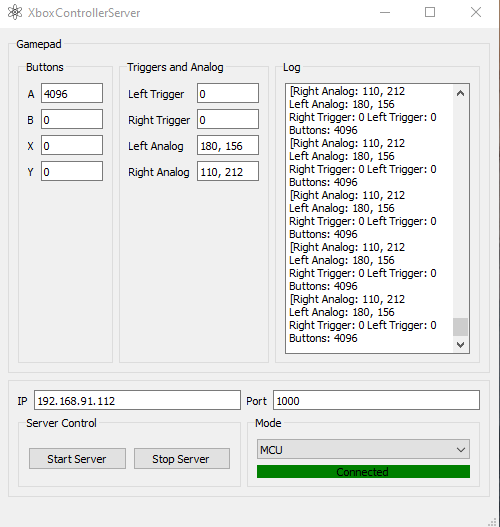 XboxControllerServer
Gamepad
Buttons
A 4096
B 0
X 0
Y 0
Triggers and Analog
Left Trigger 0
Right Trigger 0
Left Analog 180, 156
Right Analog 110, 212
Log
[Right Analog: 110, 212
Left Analog: 180, 156
Right Trigger: 0 Left Trigger: 0
Buttons: 4096
[Right Analog: 110, 212
Left Analog: 180, 156
Right Trigger: 0 Left Trigger: 0
Buttons: 4096
[Right Analog: 110, 212
Left Analog: 180, 156
Right Trigger: 0 Left Trigger: 0
Buttons: 4096
[Right Analog: 110, 212
Left Analog: 180, 156
Right Trigger: 0 Left Trigger: 0
Buttons: 4096
[Right Analog: 110, 212
Left Analog: 180, 156
Right Trigger: 0 Left Trigger: 0
Buttons: 4096
IP 192.168.91.112 Port 1000
Server Control
Start Server Stop Server
Mode
MCU
Connected